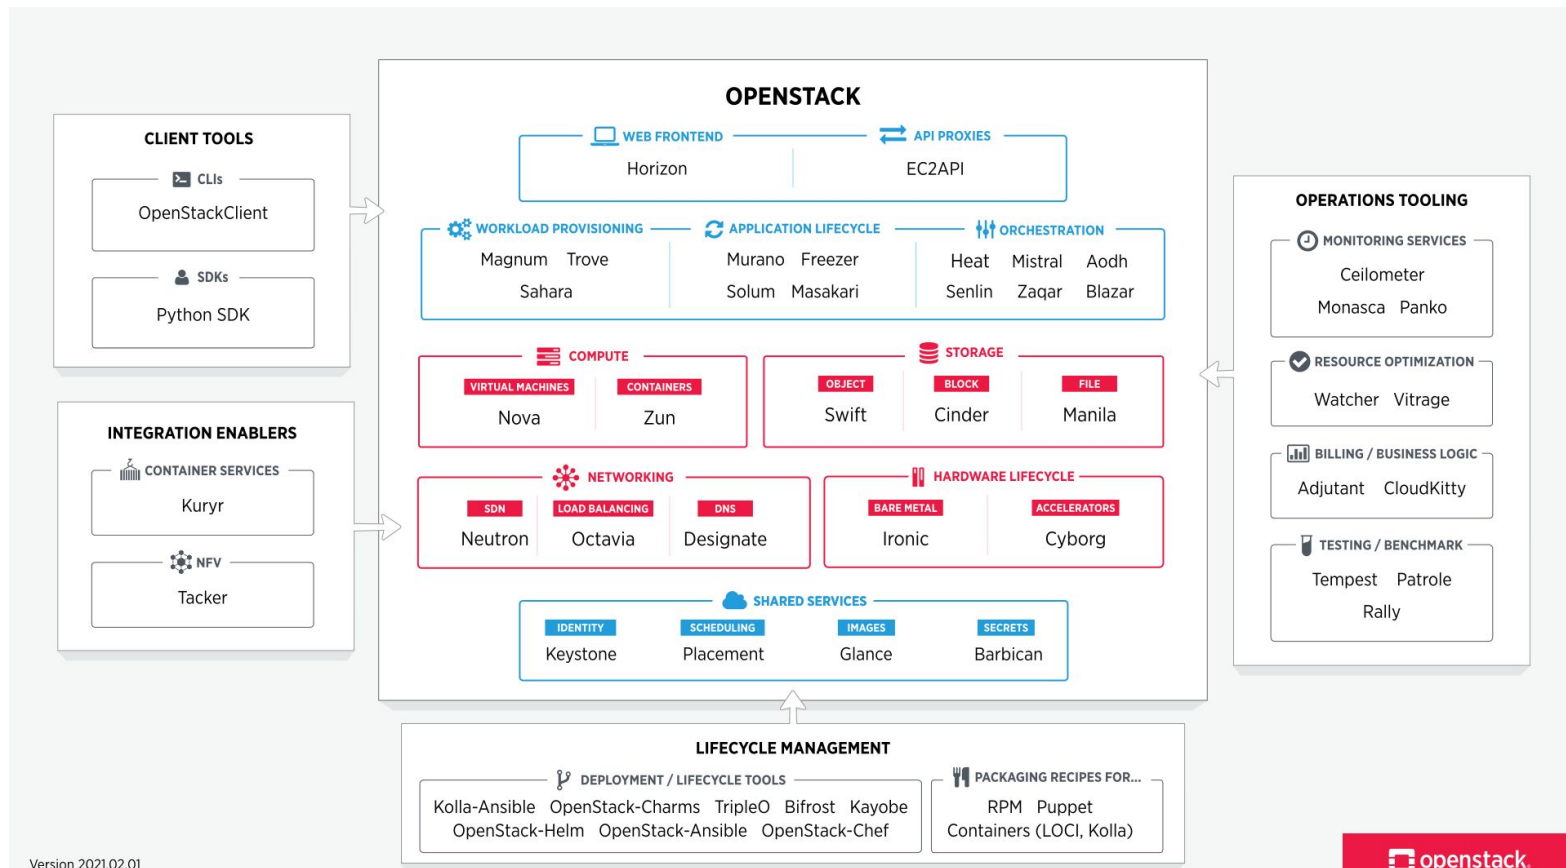 OPENSTACK
WEB FRONTEND
API PROXIES
Horizon
EC2API
WORKLOAD PROVISIONING
APPLICATION LIFECYCLE
ORCHESTRATION
Magnum Trove
Sahara
Murano Freezer
Solum Masakari
Heat Mistral Aodh
Senlin Zaqar Blazar
COMPUTE
VIRTUAL MACHINES
CONTAINERS
Nova
Zun
STORAGE
OBJECT
BLOCK
FILE
Swift
Cinder
Manila
NETWORKING
SDN
LOAD BALANCING
DNS
Neutron
Octavia
Designate
HARDWARE LIFECYCLE
BARE METAL
ACCELERATORS
Ironic
Cyborg
SHARED SERVICES
IDENTITY
SCHEDULING
IMAGES
SECRETS
Keystone
Placement
Glance
Barbican
CLIENT TOOLS
CLIs
OpenStackClient
SDKs
Python SDK
INTEGRATION ENABLERS
CONTAINER SERVICES
Kuryr
NFV
Tacker
OPERATIONS TOOLING
MONITORING SERVICES
Ceilometer
Monasca Panko
RESOURCE OPTIMIZATION
Watcher Vitrage
BILLING / BUSINESS LOGIC
Adjutant CloudKitty
TESTING / BENCHMARK
Tempest Patrole
Rally
LIFECYCLE MANAGEMENT
DEPLOYMENT / LIFECYCLE TOOLS
Kolla-Ansible OpenStack-Charms TripleO Bifrost Kayobe
OpenStack-Helm OpenStack-Ansible OpenStack-Chef
PACKAGING RECIPES FOR...
RPM Puppet
Containers (LOCI, Kolla)
Version 2021.02.01
openstack.